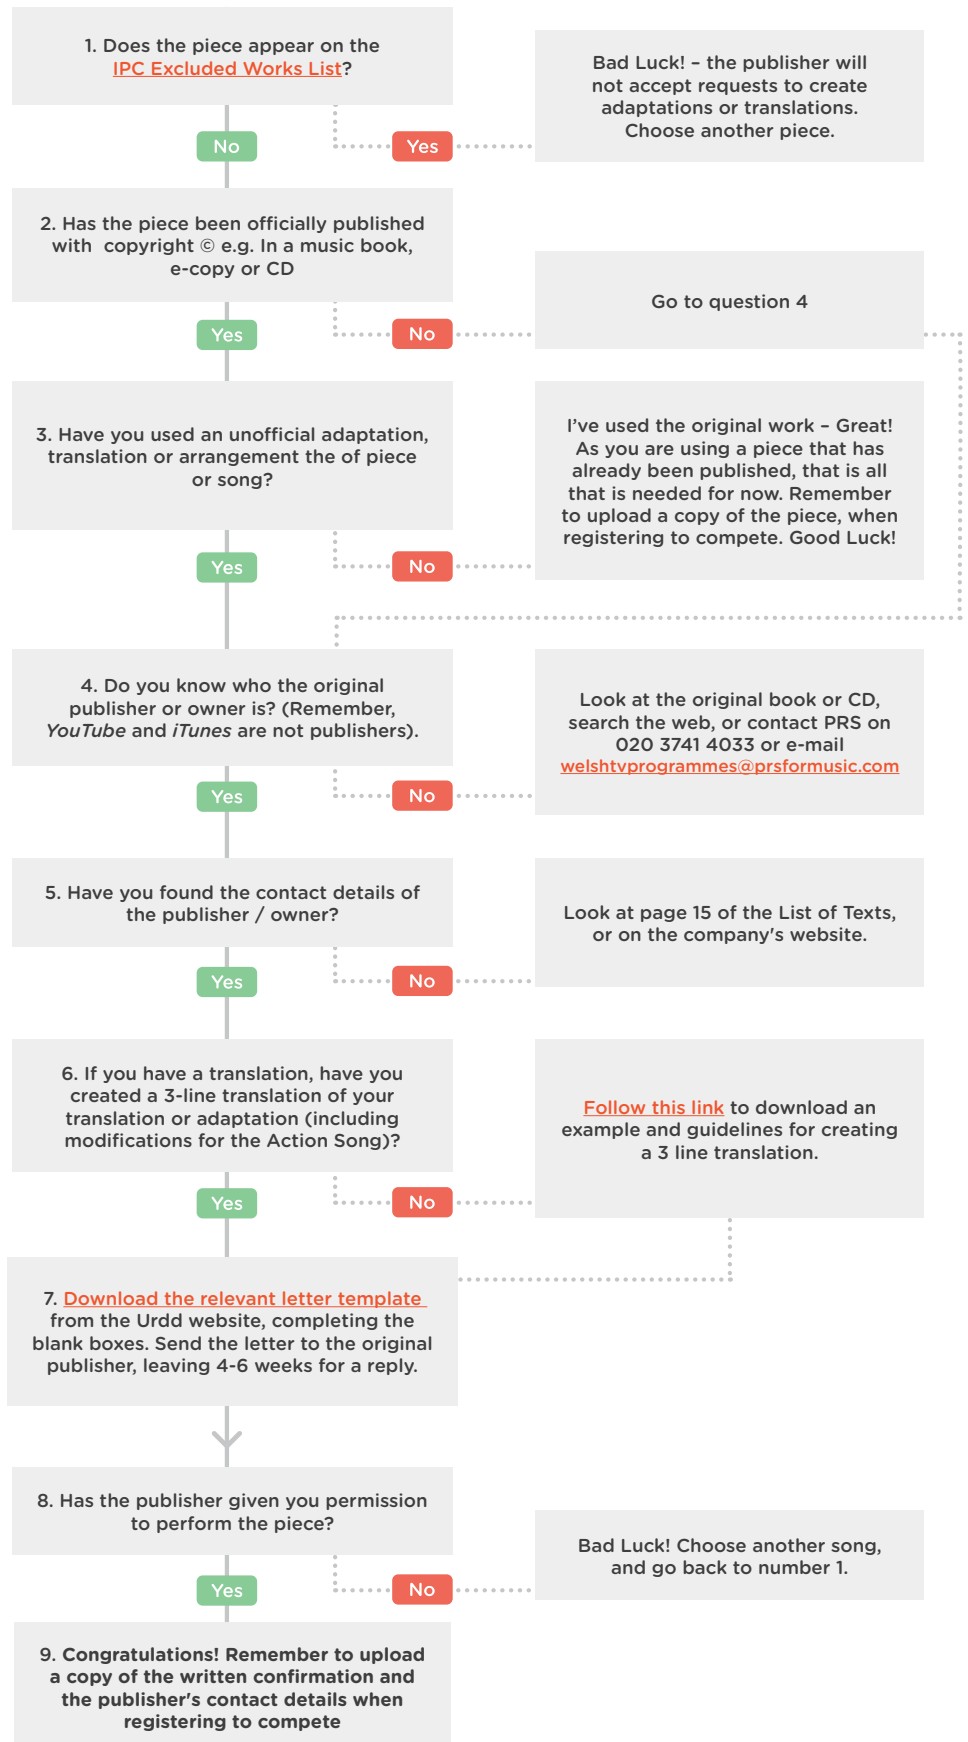 1. Does the piece appear on the
IPC Excluded Works List?
Bad Luck! – the publisher will
not accept requests to create
adaptations or translations.
Choose another piece.
No
Yes
2. Has the piece been officially published
with copyright © e.g. In a music book,
e-copy or CD
Go to question 4
Yes
No
3. Have you used an unofficial adaptation,
translation or arrangement the of piece
or song?
I've used the original work – Great!
As you are using a piece that has
already been published, that is all
that is needed for now. Remember
to upload a copy of the piece, when
registering to compete. Good Luck!
Yes
No
4. Do you know who the original
publisher or owner is? (Remember,
YouTube and iTunes are not publishers).
Look at the original book or CD,
search the web, or contact PRS on
020 3741 4033 or e-mail
welshtvprogrammes@prsformusic.com
Yes
No
5. Have you found the contact details of
the publisher / owner?
Look at page 15 of the List of Texts,
or on the company's website.
Yes
No
6. If you have a translation, have you
created a 3-line translation of your
translation or adaptation (including
modifications for the Action Song)?
Follow this link to download an
example and guidelines for creating
a 3 line translation.
Yes
No
7. Download the relevant letter template
from the Urdd website, completing the
blank boxes. Send the letter to the original
publisher, leaving 4-6 weeks for a reply.
8. Has the publisher given you permission
to perform the piece?
Bad Luck! Choose another song,
and go back to number 1.
Yes
No
9. Congratulations! Remember to upload
a copy of the written confirmation and
the publisher's contact details when
registering to compete